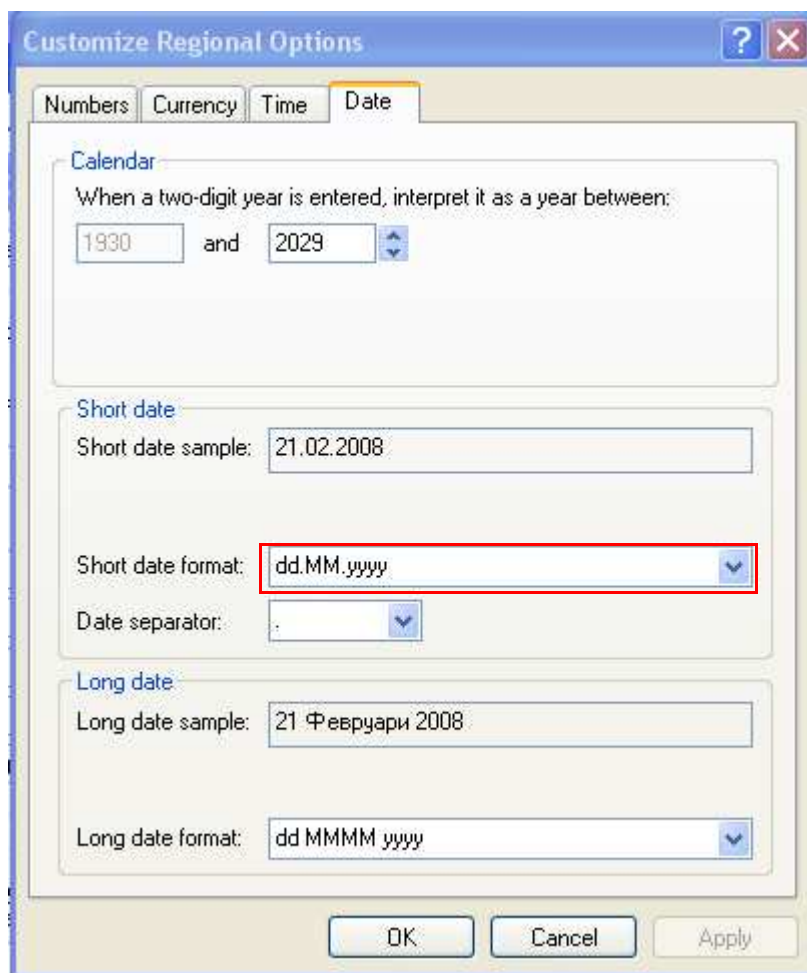 Customize Regional Options
Numbers Currency Time Date
Calendar
When a two-digit year is entered, interpret it as a year between:
1930 and 2029
Short date
Short date sample: 21.02.2008
Short date format: dd.MM.yyyy
Date separator: .
Long date
Long date sample: 21 Февруари 2008
Long date format: dd MMMM yyyy
OK Cancel Apply